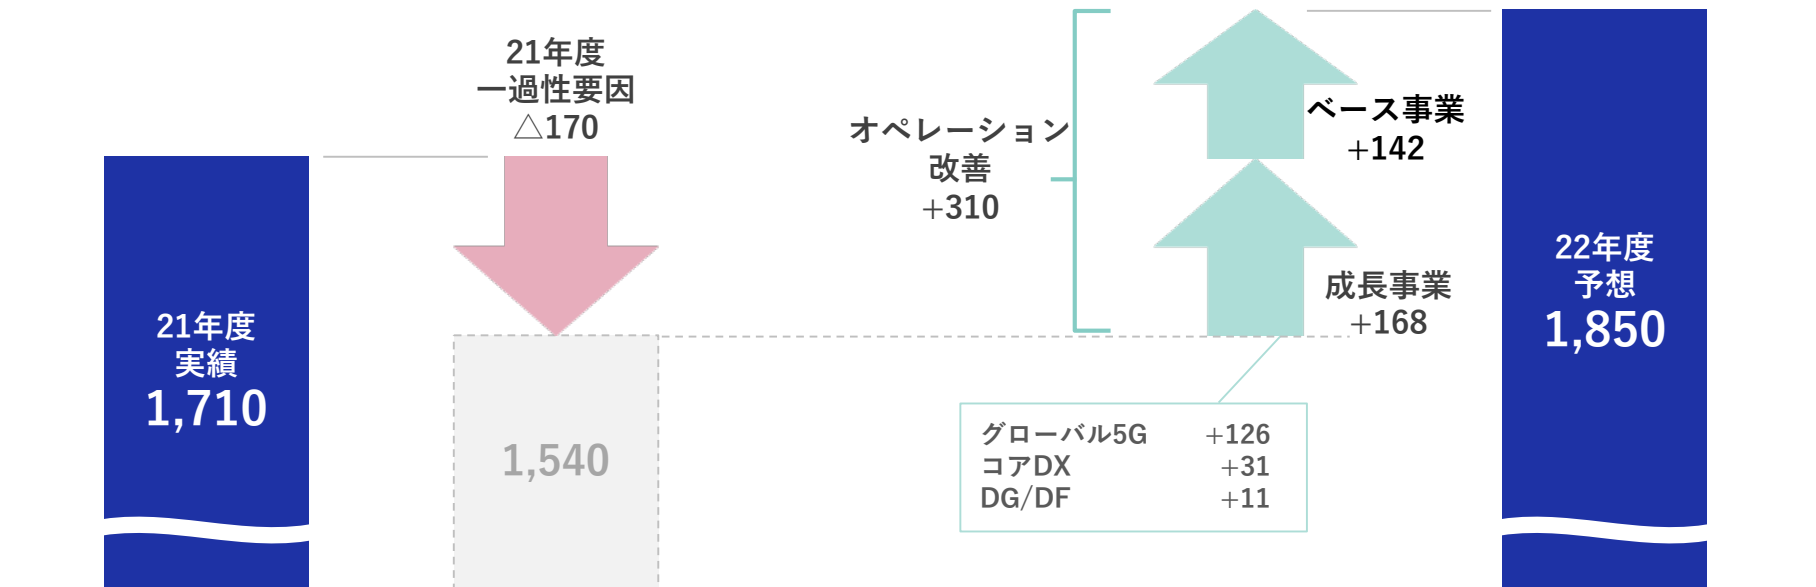 21年度
実績
1,710
21年度
一過性要因
△170
1,540
オペレーション
改善
+310
ベース事業
+142
成長事業
+168
グローバル5G +126
コアDX +31
DG/DF +11
22年度
予想
1,850